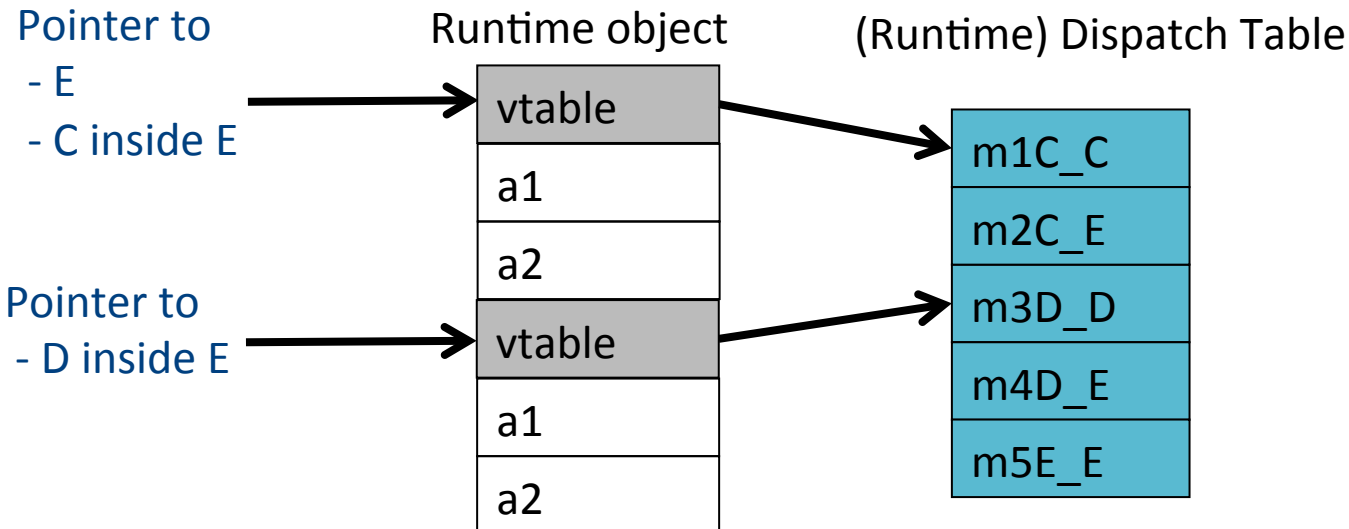 Pointer to
- E
- C inside E
Pointer to
- D inside E
Runtime object
vtable
a1
a2
vtable
a1
a2
(Runtime) Dispatch Table
m1C_C
m2C_E
m3D_D
m4D_E
m5E_E